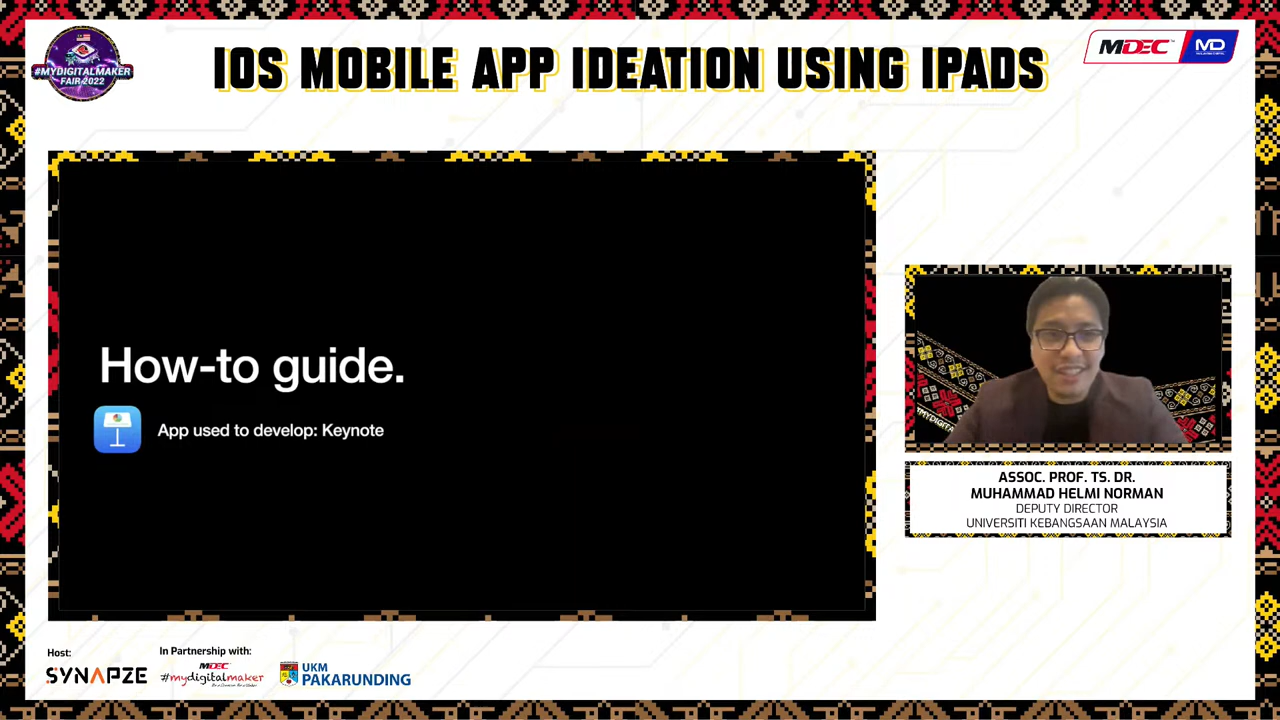 #MYDIGITALMAKER
FAIR 2022
IOS MOBILE APP IDEATION USING IPADS
MDEC
MD
How-to guide.
App used to develop: Keynote
#MYDIGITA
ASSOC. PROF. TS. DR.
MUHAMMAD HELMI NORMAN
DEPUTY DIRECTOR
UNIVERSITI KEBANGSAAN MALAYSIA
Host:
SYNAPZE
In Partnership with:
MDEC
#mydigitalmaker
UKM
PAKARUNDING